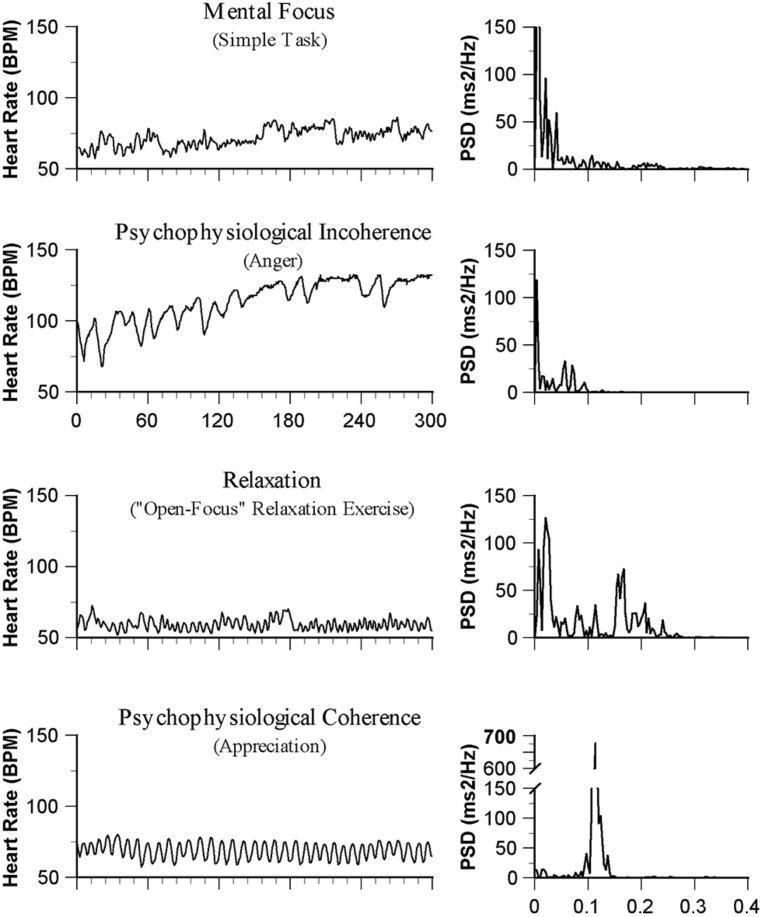 Mental Focus
(Simple Task)
Heart Rate (BPM)
150
100
50
PSD (ms2/Hz)
150
100
50
0
Psychophysiological Incoherence
(Anger)
Heart Rate (BPM)
150
100
50
0 60 120 180 240 300
PSD (ms2/Hz)
150
100
50
0
Relaxation
("Open-Focus" Relaxation Exercise)
Heart Rate (BPM)
150
100
50
PSD (ms2/Hz)
150
100
50
0
Psychophysiological Coherence
(Appreciation)
Heart Rate (BPM)
150
100
50
PSD (ms2/Hz)
700
600
150
100
50
0
0 0.1 0.2 0.3 0.4